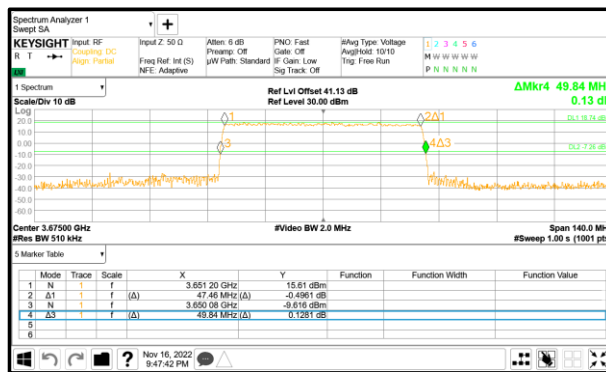 Spectrum Analyzer 1
Swept SA
KEYSIGHT Input: RF Input Z: 50 Ω Atten: 6 dB PNO: Fast #Avg Type: Voltage 1 2 3 4 5 6
R T Coupling: DC Preamp: Off Gate: Off Avg|Hold: 10/10 M W W W W W
Align: Partial Freq Ref: Int (S) µW Path: Standard IF Gain: Low Trig: Free Run
NFE: Adaptive Sig Track: Off P N N N N N
1 Spectrum Ref Lvl Offset 41.13 dB ΔMkr4 49.84 MHz
Scale/Div 10 dB Ref Level 30.00 dBm 0.13 dB
Log
20.0 1 2Δ1
10.0
0.00
-10.0 3 4Δ3
-20.0
-30.0
-40.0
-50.0
-60.0
Center 3.67500 GHz #Video BW 2.0 MHz Span 140.0 M
#Res BW 510 kHz #Sweep 1.00 s (1001 pts
5 Marker Table
Mode Trace Scale X Y Function Function Width Function Value
1 N 1 f 3.651 20 GHz 15.61 dBm
2 Δ1 1 f (Δ) 47.46 MHz (Δ) -0.4961 dB
3 N 1 f 3.650 08 GHz -9.616 dBm
4 Δ3 1 f (Δ) 49.84 MHz (Δ) 0.1281 dB
5
6
? Nov 16, 2022
9:47:42 PM